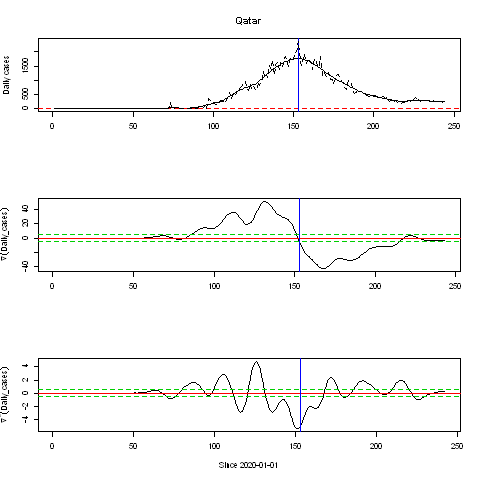 Qatar
Daily cases
0 500 1500
0 50 100 150 200 250
∇(Daily_cases)
-40 0 20 40
0 50 100 150 200 250
∇²(Daily_cases)
-4 -2 0 2 4
0 50 100 150 200 250
Since 2020-01-01